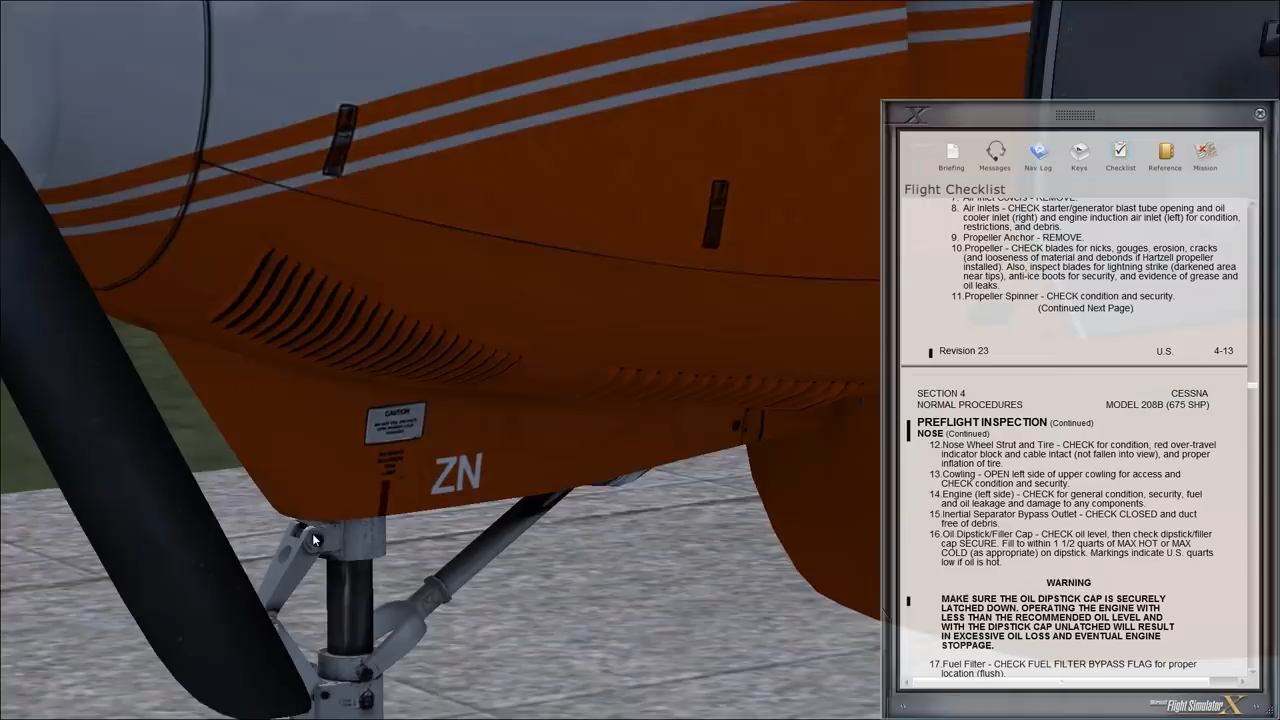 X
Briefing
Messages
Nav Log
Keys
Checklist
Reference
Mission
Flight Checklist
7. Air Inlet Covers - REMOVE.
8. Air Inlets - CHECK starter/generator blast tube opening and oil
cooler inlet (right) and engine induction air inlet (left) for condition,
restrictions, and debris.
9. Propeller Anchor - REMOVE.
10.Propeller - CHECK blades for nicks, gouges, erosion, cracks
(and looseness of material and debonds if Hartzell propeller
installed). Also, inspect blades for lightning strike (darkened area
near tips), anti-ice boots for security, and evidence of grease and
oil leaks.
11.Propeller Spinner - CHECK condition and security.
(Continued Next Page)
Revision 23 U.S. 4-13
SECTION 4 CESSNA
NORMAL PROCEDURES MODEL 208B (675 SHP)
PREFLIGHT INSPECTION (Continued)
NOSE (Continued)
12.Nose Wheel Strut and Tire - CHECK for condition, red over-travel
indicator block and cable intact (not fallen into view), and proper
inflation of tire.
13.Cowling - OPEN left side of upper cowling for access and
CHECK condition and security.
14.Engine (left side) - CHECK for general condition, security, fuel
and oil leakage and damage to any components.
15.Inertial Separator Bypass Outlet - CHECK CLOSED and duct
free of debris.
16.Oil Dipstick/Filler Cap - CHECK oil level, then check dipstick/filler
cap SECURE. Fill to within 1 1/2 quarts of MAX HOT or MAX
COLD (as appropriate) on dipstick. Markings indicate U.S. quarts
low if oil is hot.
WARNING
MAKE SURE THE OIL DIPSTICK CAP IS SECURELY
LATCHED DOWN. OPERATING THE ENGINE WITH
LESS THAN THE RECOMMENDED OIL LEVEL AND
WITH THE DIPSTICK CAP UNLATCHED WILL RESULT
IN EXCESSIVE OIL LOSS AND EVENTUAL ENGINE
STOPPAGE.
17.Fuel Filter - CHECK FUEL FILTER BYPASS FLAG for proper
location (flush).
Microsoft Flight Simulator X
CAUTION
ZN